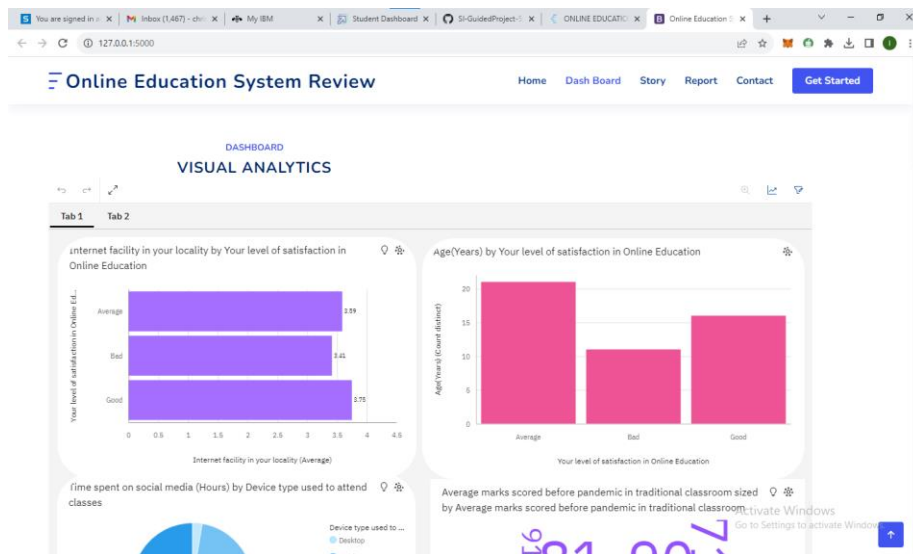 You are signed in a
Inbox (1,467) - ch
My IBM
Student Dashboard
SI-GuidedProject-
ONLINE EDUCATIO
Online Education S
127.0.0.1:5000
Online Education System Review
Home
Dash Board
Story
Report
Contact
Get Started
DASHBOARD
VISUAL ANALYTICS
Tab 1
Tab 2
Internet facility in your locality by Your level of satisfaction in
Online Education
Your level of satisfaction in Online Ed...
Average
3.59
Bad
3.41
Good
3.75
0 0.5 1 1.5 2 2.5 3 3.5 4 4.5
Internet facility in your locality (Average)
Age(Years) by Your level of satisfaction in Online Education
Age(Years) (Count distinct)
20
15
10
5
0
Average Bad Good
Your level of satisfaction in Online Education
Time spent on social media (Hours) by Device type used to attend
classes
Device type used to ...
Desktop
Average marks scored before pandemic in traditional classroom sized
by Average marks scored before pandemic in traditional classroom
Activate Windows
Go to Settings to activate Windows.